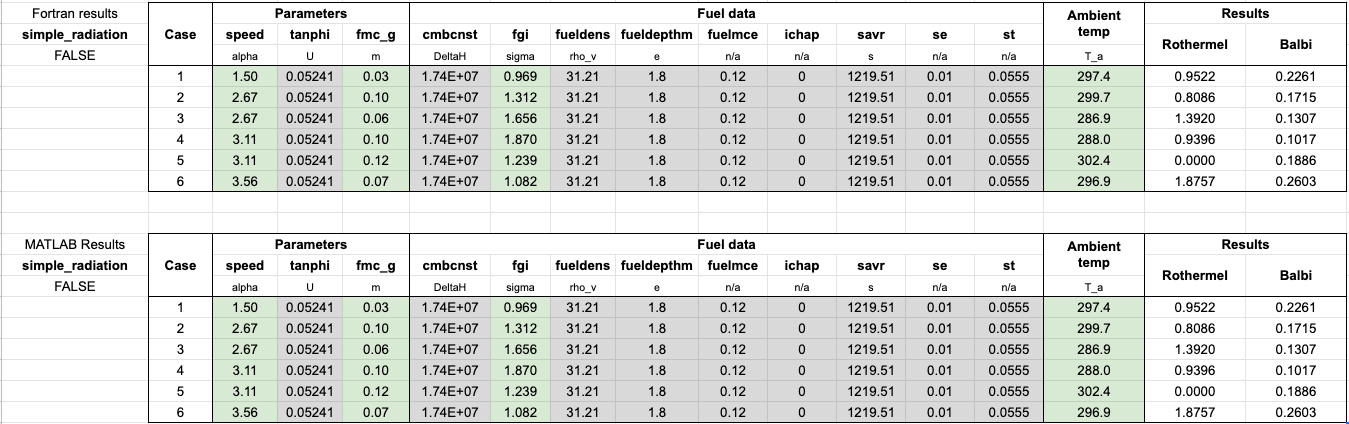 Fortran results Parameters Fuel data Ambient temp Results
simple_radiation Case speed tanphi fmc_g cmbcnst fgi fueldens fueldepthm fuelmce ichap savr se st Rothermel Balbi
FALSE alpha U m DeltaH sigma rho_v e n/a n/a s n/a n/a T_a
1 1.50 0.05241 0.03 1.74E+07 0.969 31.21 1.8 0.12 0 1219.51 0.01 0.0555 297.4 0.9522 0.2261
2 2.67 0.05241 0.10 1.74E+07 1.312 31.21 1.8 0.12 0 1219.51 0.01 0.0555 299.7 0.8086 0.1715
3 2.67 0.05241 0.06 1.74E+07 1.656 31.21 1.8 0.12 0 1219.51 0.01 0.0555 286.9 1.3920 0.1307
4 3.11 0.05241 0.10 1.74E+07 1.870 31.21 1.8 0.12 0 1219.51 0.01 0.0555 288.0 0.9396 0.1017
5 3.11 0.05241 0.12 1.74E+07 1.239 31.21 1.8 0.12 0 1219.51 0.01 0.0555 302.4 0.0000 0.1886
6 3.56 0.05241 0.07 1.74E+07 1.082 31.21 1.8 0.12 0 1219.51 0.01 0.0555 296.9 1.8757 0.2603
MATLAB Results Parameters Fuel data Ambient temp Results
simple_radiation Case speed tanphi fmc_g cmbcnst fgi fueldens fueldepthm fuelmce ichap savr se st Rothermel Balbi
FALSE alpha U m DeltaH sigma rho_v e n/a n/a s n/a n/a T_a
1 1.50 0.05241 0.03 1.74E+07 0.969 31.21 1.8 0.12 0 1219.51 0.01 0.0555 297.4 0.9522 0.2261
2 2.67 0.05241 0.10 1.74E+07 1.312 31.21 1.8 0.12 0 1219.51 0.01 0.0555 299.7 0.8086 0.1715
3 2.67 0.05241 0.06 1.74E+07 1.656 31.21 1.8 0.12 0 1219.51 0.01 0.0555 286.9 1.3920 0.1307
4 3.11 0.05241 0.10 1.74E+07 1.870 31.21 1.8 0.12 0 1219.51 0.01 0.0555 288.0 0.9396 0.1017
5 3.11 0.05241 0.12 1.74E+07 1.239 31.21 1.8 0.12 0 1219.51 0.01 0.0555 302.4 0.0000 0.1886
6 3.56 0.05241 0.07 1.74E+07 1.082 31.21 1.8 0.12 0 1219.51 0.01 0.0555 296.9 1.8757 0.2603